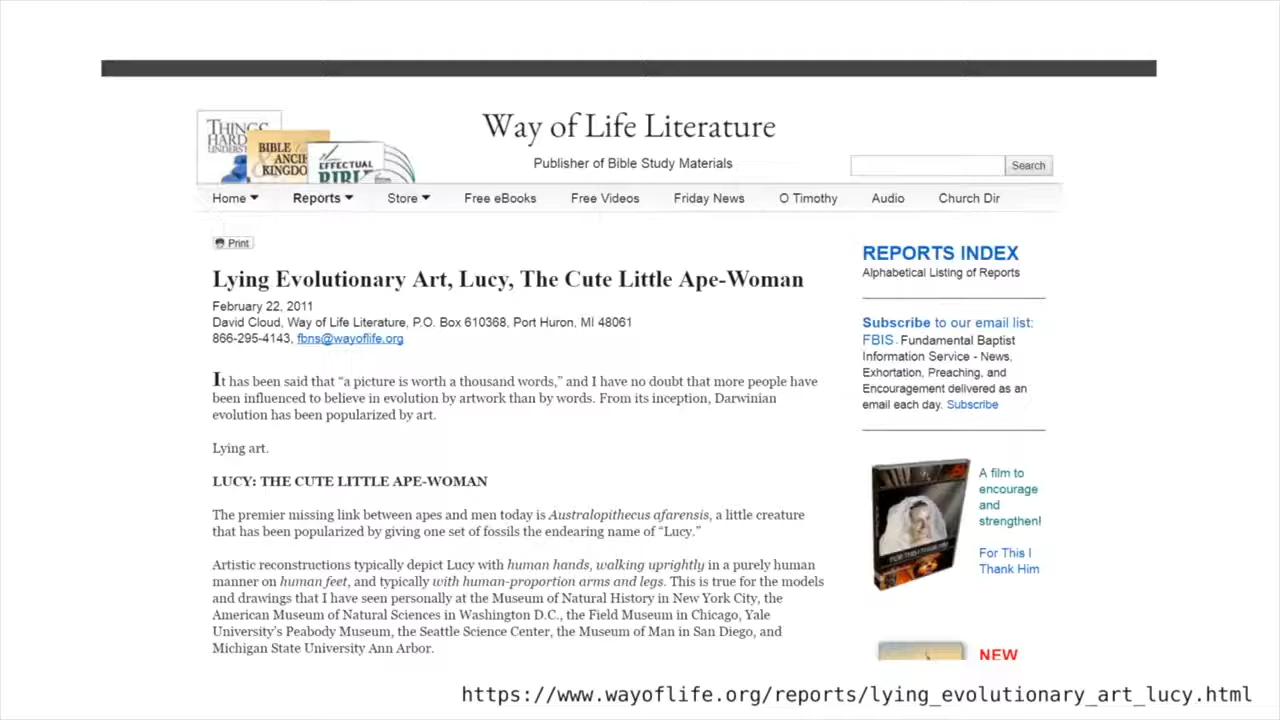 THINGS
HARD
UNDERST
BIBLE
ANCIE
KINGDO
EFFECTUAL
BIBLE
Way of Life Literature
Publisher of Bible Study Materials
Search
Home
Reports
Store
Free eBooks
Free Videos
Friday News
O Timothy
Audio
Church Dir
Print
Lying Evolutionary Art, Lucy, The Cute Little Ape-Woman
February 22, 2011
David Cloud, Way of Life Literature, P.O. Box 610368, Port Huron, MI 48061
866-295-4143, fbns@wayoflife.org
It has been said that “a picture is worth a thousand words,” and I have no doubt that more people have
been influenced to believe in evolution by artwork than by words. From its inception, Darwinian
evolution has been popularized by art.
Lying art.
LUCY: THE CUTE LITTLE APE-WOMAN
The premier missing link between apes and men today is Australopithecus afarensis, a little creature
that has been popularized by giving one set of fossils the endearing name of “Lucy.”
Artistic reconstructions typically depict Lucy with human hands, walking uprightly in a purely human
manner on human feet, and typically with human-proportion arms and legs. This is true for the models
and drawings that I have seen personally at the Museum of Natural History in New York City, the
American Museum of Natural Sciences in Washington D.C., the Field Museum in Chicago, Yale
University’s Peabody Museum, the Seattle Science Center, the Museum of Man in San Diego, and
Michigan State University Ann Arbor.
REPORTS INDEX
Alphabetical Listing of Reports
Subscribe to our email list:
FBIS. Fundamental Baptist
Information Service - News,
Exhortation, Preaching, and
Encouragement delivered as an
email each day. Subscribe
FOR THIS I THANK HIM
A film to
encourage
and
strengthen!
For This I
Thank Him
NEW
https://www.wayoflife.org/reports/lying_evolutionary_art_lucy.html